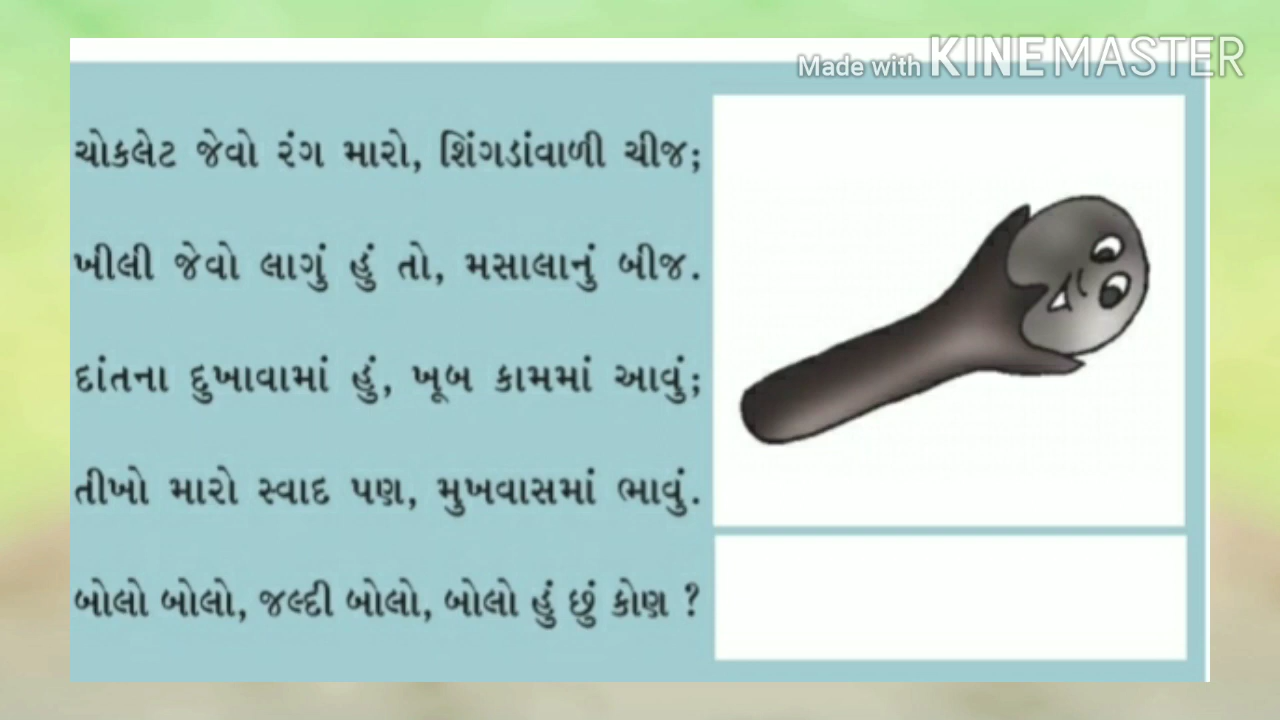 Made with KINEMASTER
ચોકલેટ જેવો રંગ મારો, શિંગડાંવાળી ચીજ;
ખીલી જેવો લાગું હું તો, મસાલાનું બીજ.
દાંતના દુખાવામાં હું, ખૂબ કામમાં આવું;
તીખો મારો સ્વાદ પણ, મુખવાસમાં ભાવું.
બોલો બોલો, જલ્દી બોલો, બોલો હું છું કોણ ?